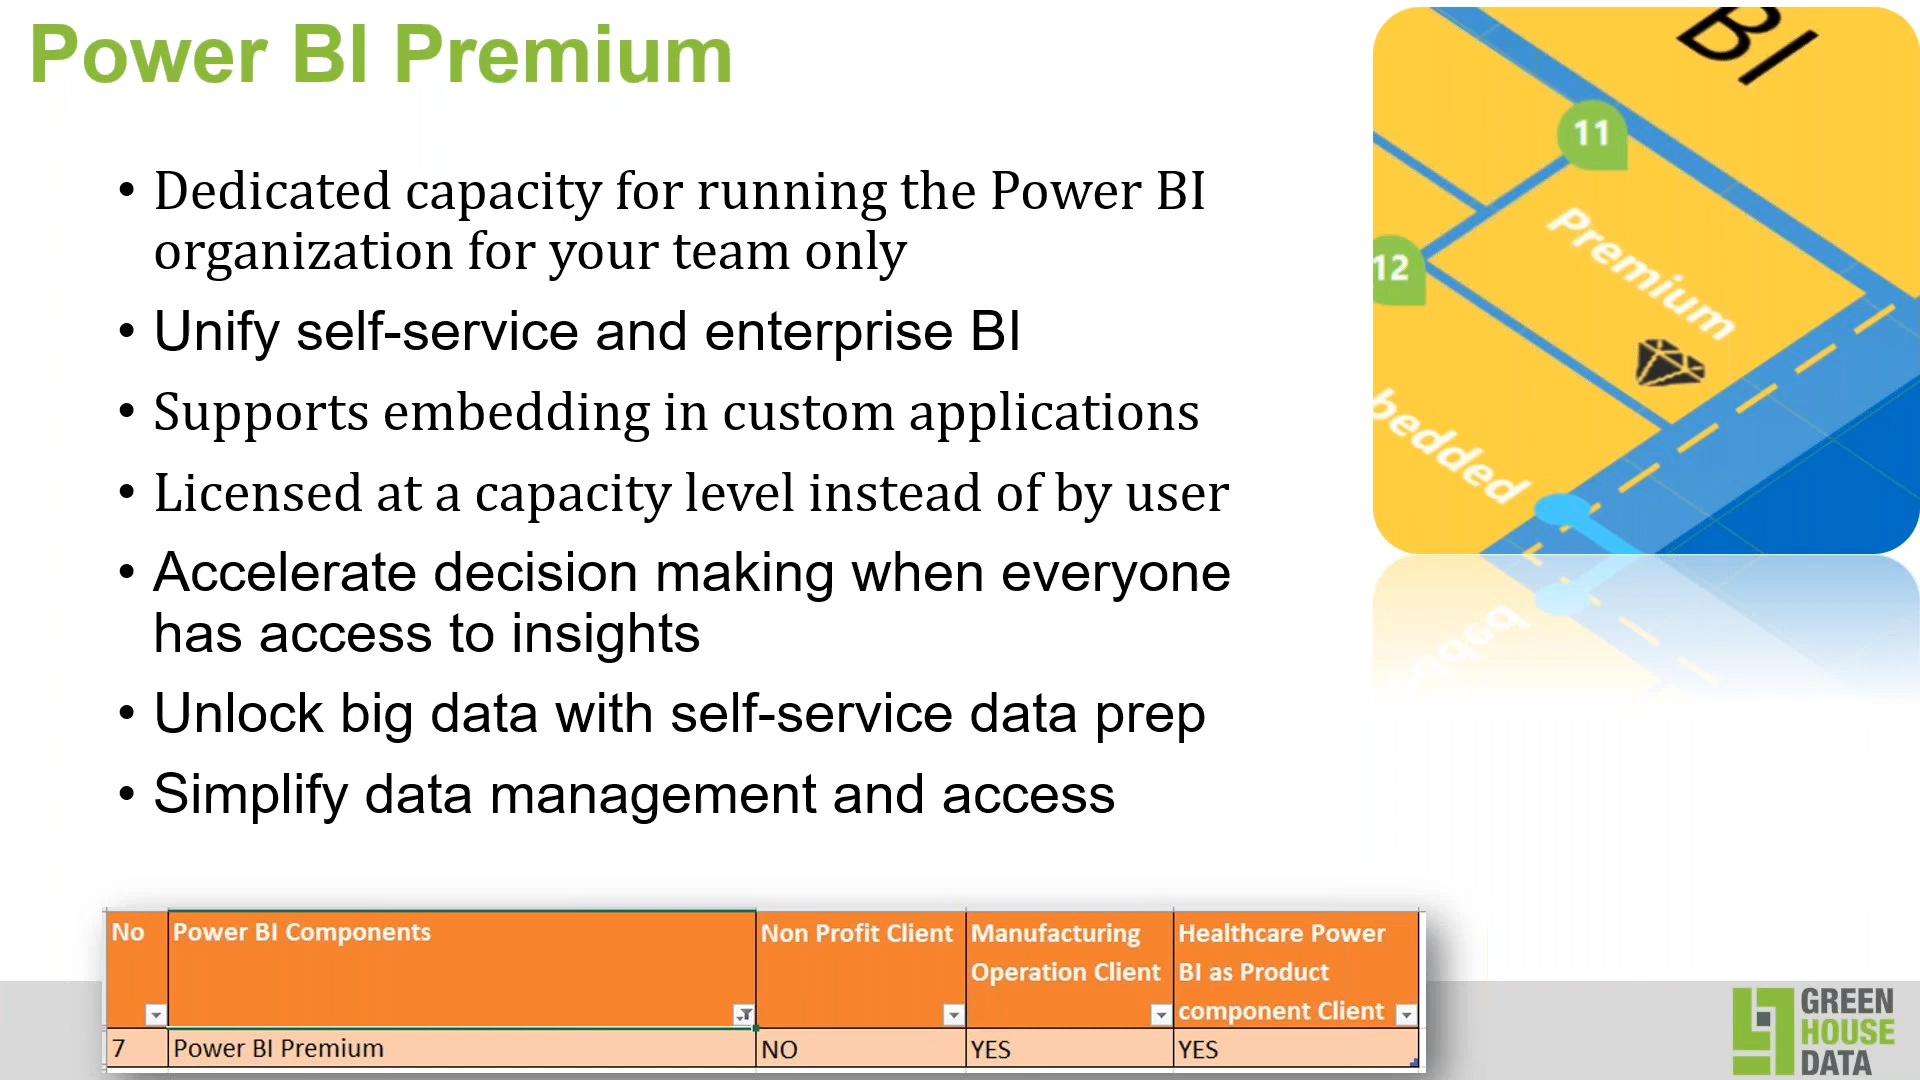 Power BI Premium
• Dedicated capacity for running the Power BI
organization for your team only
• Unify self-service and enterprise BI
• Supports embedding in custom applications
• Licensed at a capacity level instead of by user
• Accelerate decision making when everyone
has access to insights
• Unlock big data with self-service data prep
• Simplify data management and access
BI
11
Premium
12
bedded
No Power BI Components Non Profit Client Manufacturing Healthcare Power
Operation Client BI as Product
component Client
7 Power BI Premium NO YES YES
GREEN
HOUSE
DATA